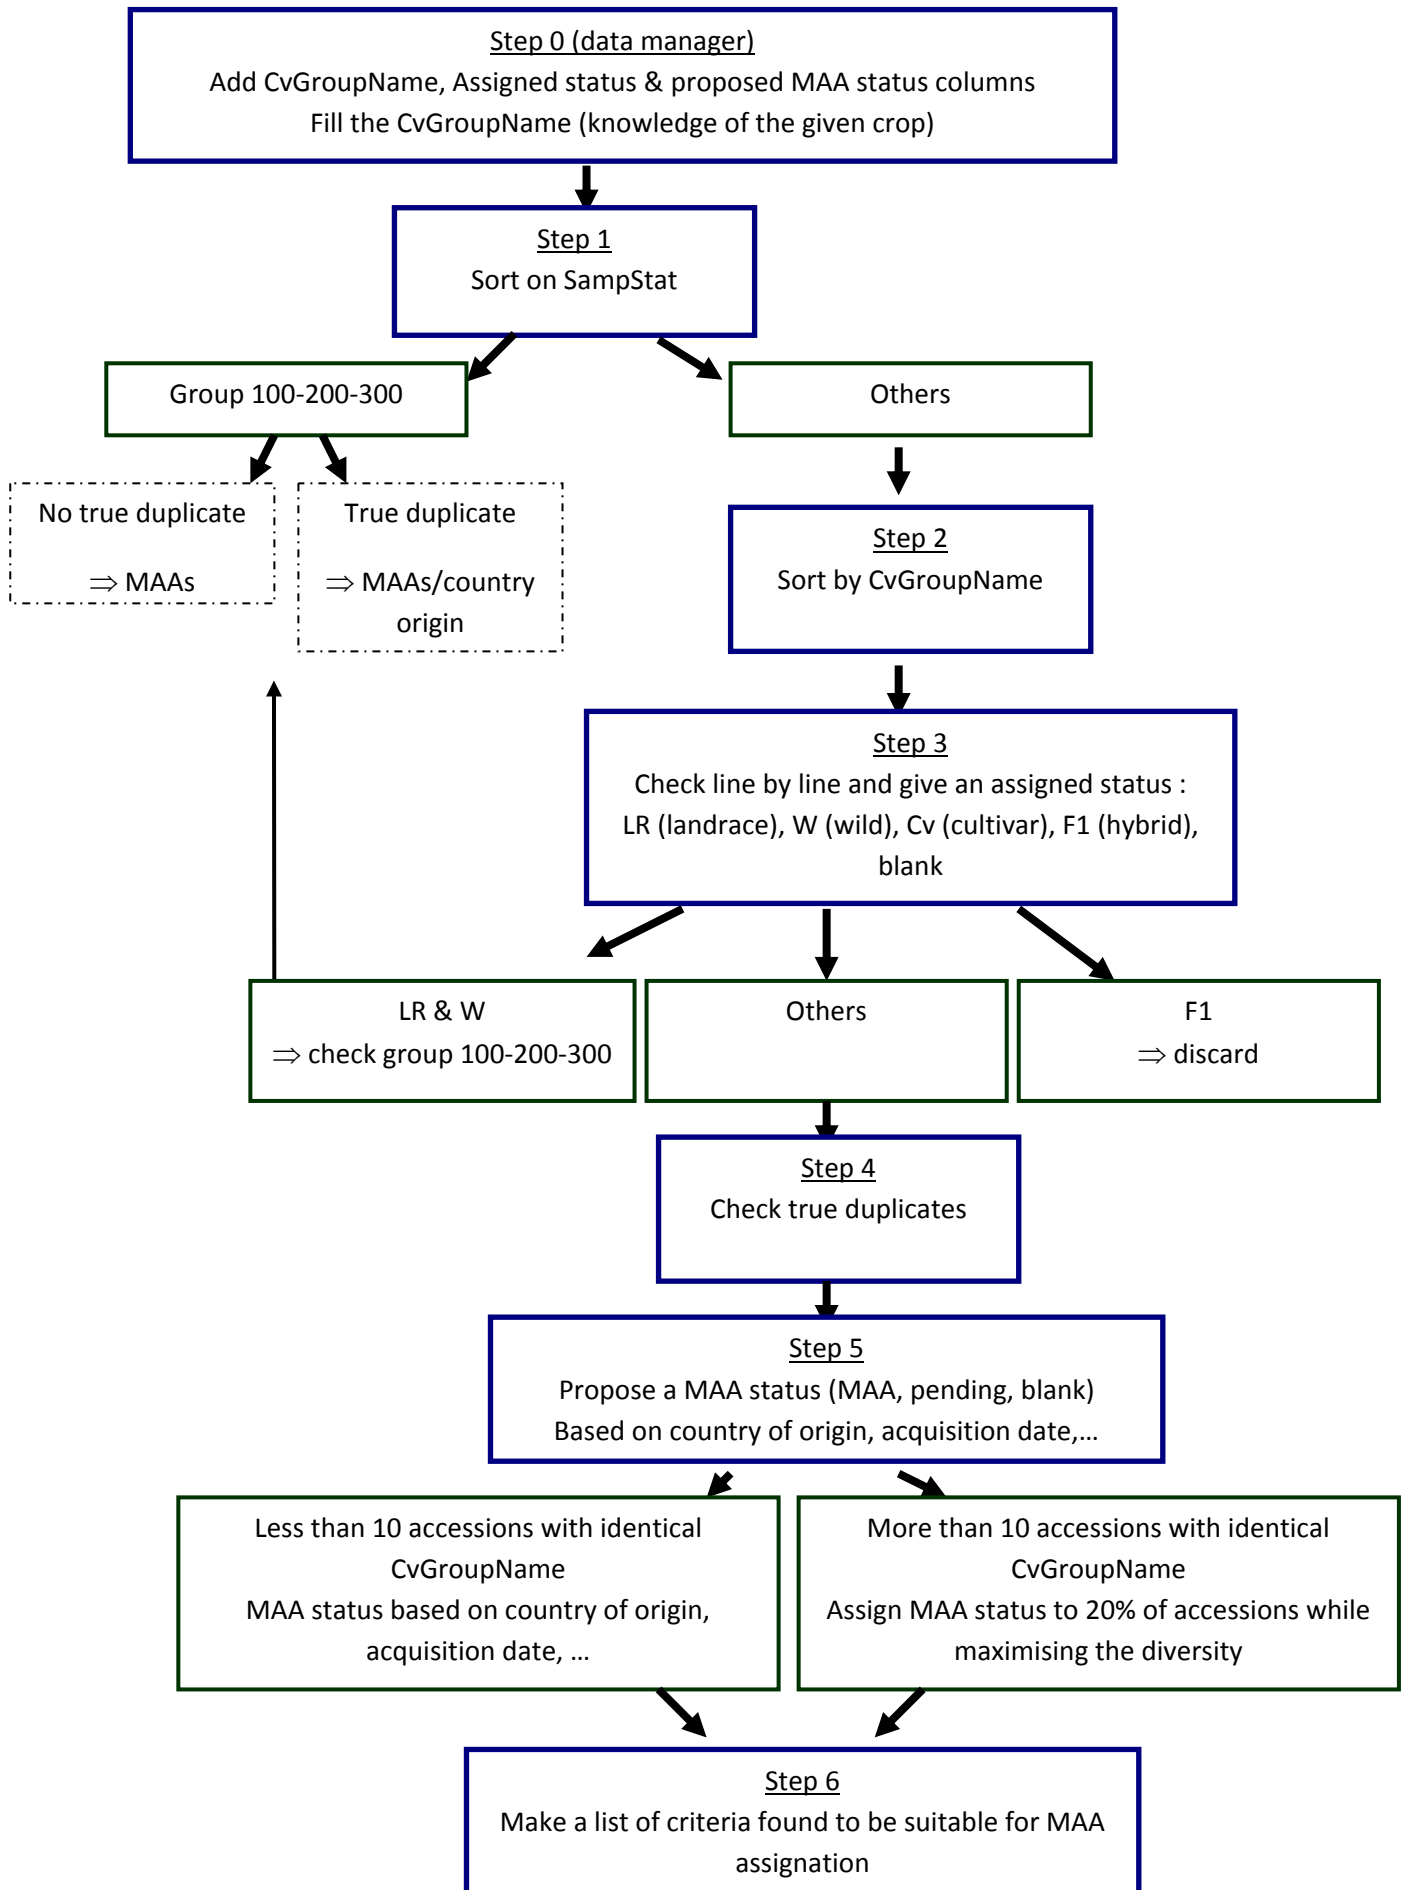 Step 0 (data manager)
Add CvGroupName, Assigned status & proposed MAA status columns
Fill the CvGroupName (knowledge of the given crop)
Step 1
Sort on SampStat
Group 100-200-300
Others
No true duplicate
⇒ MAAs
True duplicate
⇒ MAAs/country
origin
Step 2
Sort by CvGroupName
Step 3
Check line by line and give an assigned status :
LR (landrace), W (wild), Cv (cultivar), F1 (hybrid),
blank
LR & W
⇒ check group 100-200-300
Others
F1
⇒ discard
Step 4
Check true duplicates
Step 5
Propose a MAA status (MAA, pending, blank)
Based on country of origin, acquisition date,...
Less than 10 accessions with identical
CvGroupName
MAA status based on country of origin,
acquisition date, ...
More than 10 accessions with identical
CvGroupName
Assign MAA status to 20% of accessions while
maximising the diversity
Step 6
Make a list of criteria found to be suitable for MAA
assignation